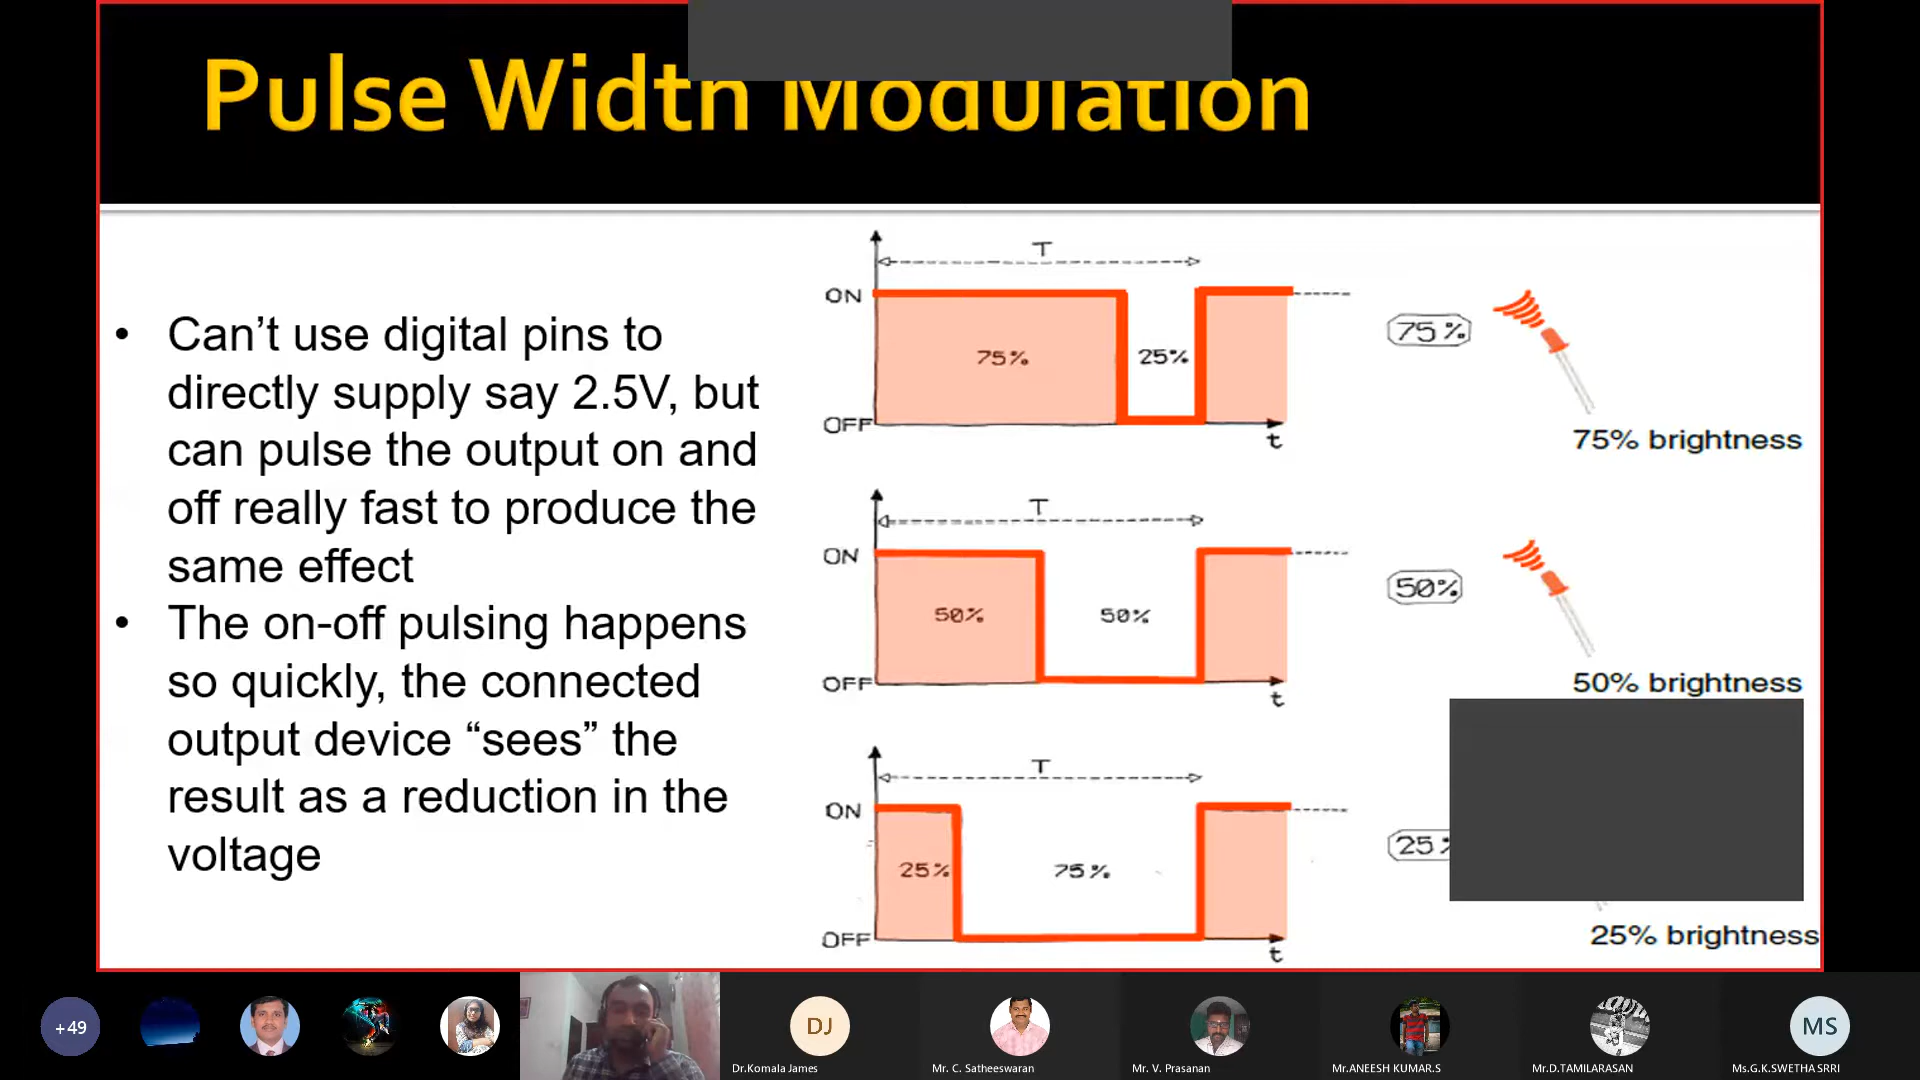 Pulse Width Modulation
• Can’t use digital pins to
directly supply say 2.5V, but
can pulse the output on and
off really fast to produce the
same effect
• The on-off pulsing happens
so quickly, the connected
output device “sees” the
result as a reduction in the
voltage
T
ON
75%
25%
OFF
t
75%
75% brightness
T
ON
50%
50%
OFF
t
50%
50% brightness
T
ON
25%
75%
OFF
t
25
25% brightness
+49
DJ
MS
Dr.Komala James
Mr. C. Satheeswaran
Mr. V. Prasanan
Mr.ANEESH KUMAR.S
Mr.D.TAMILARASAN
Ms.G.K.SWETHA SRRI